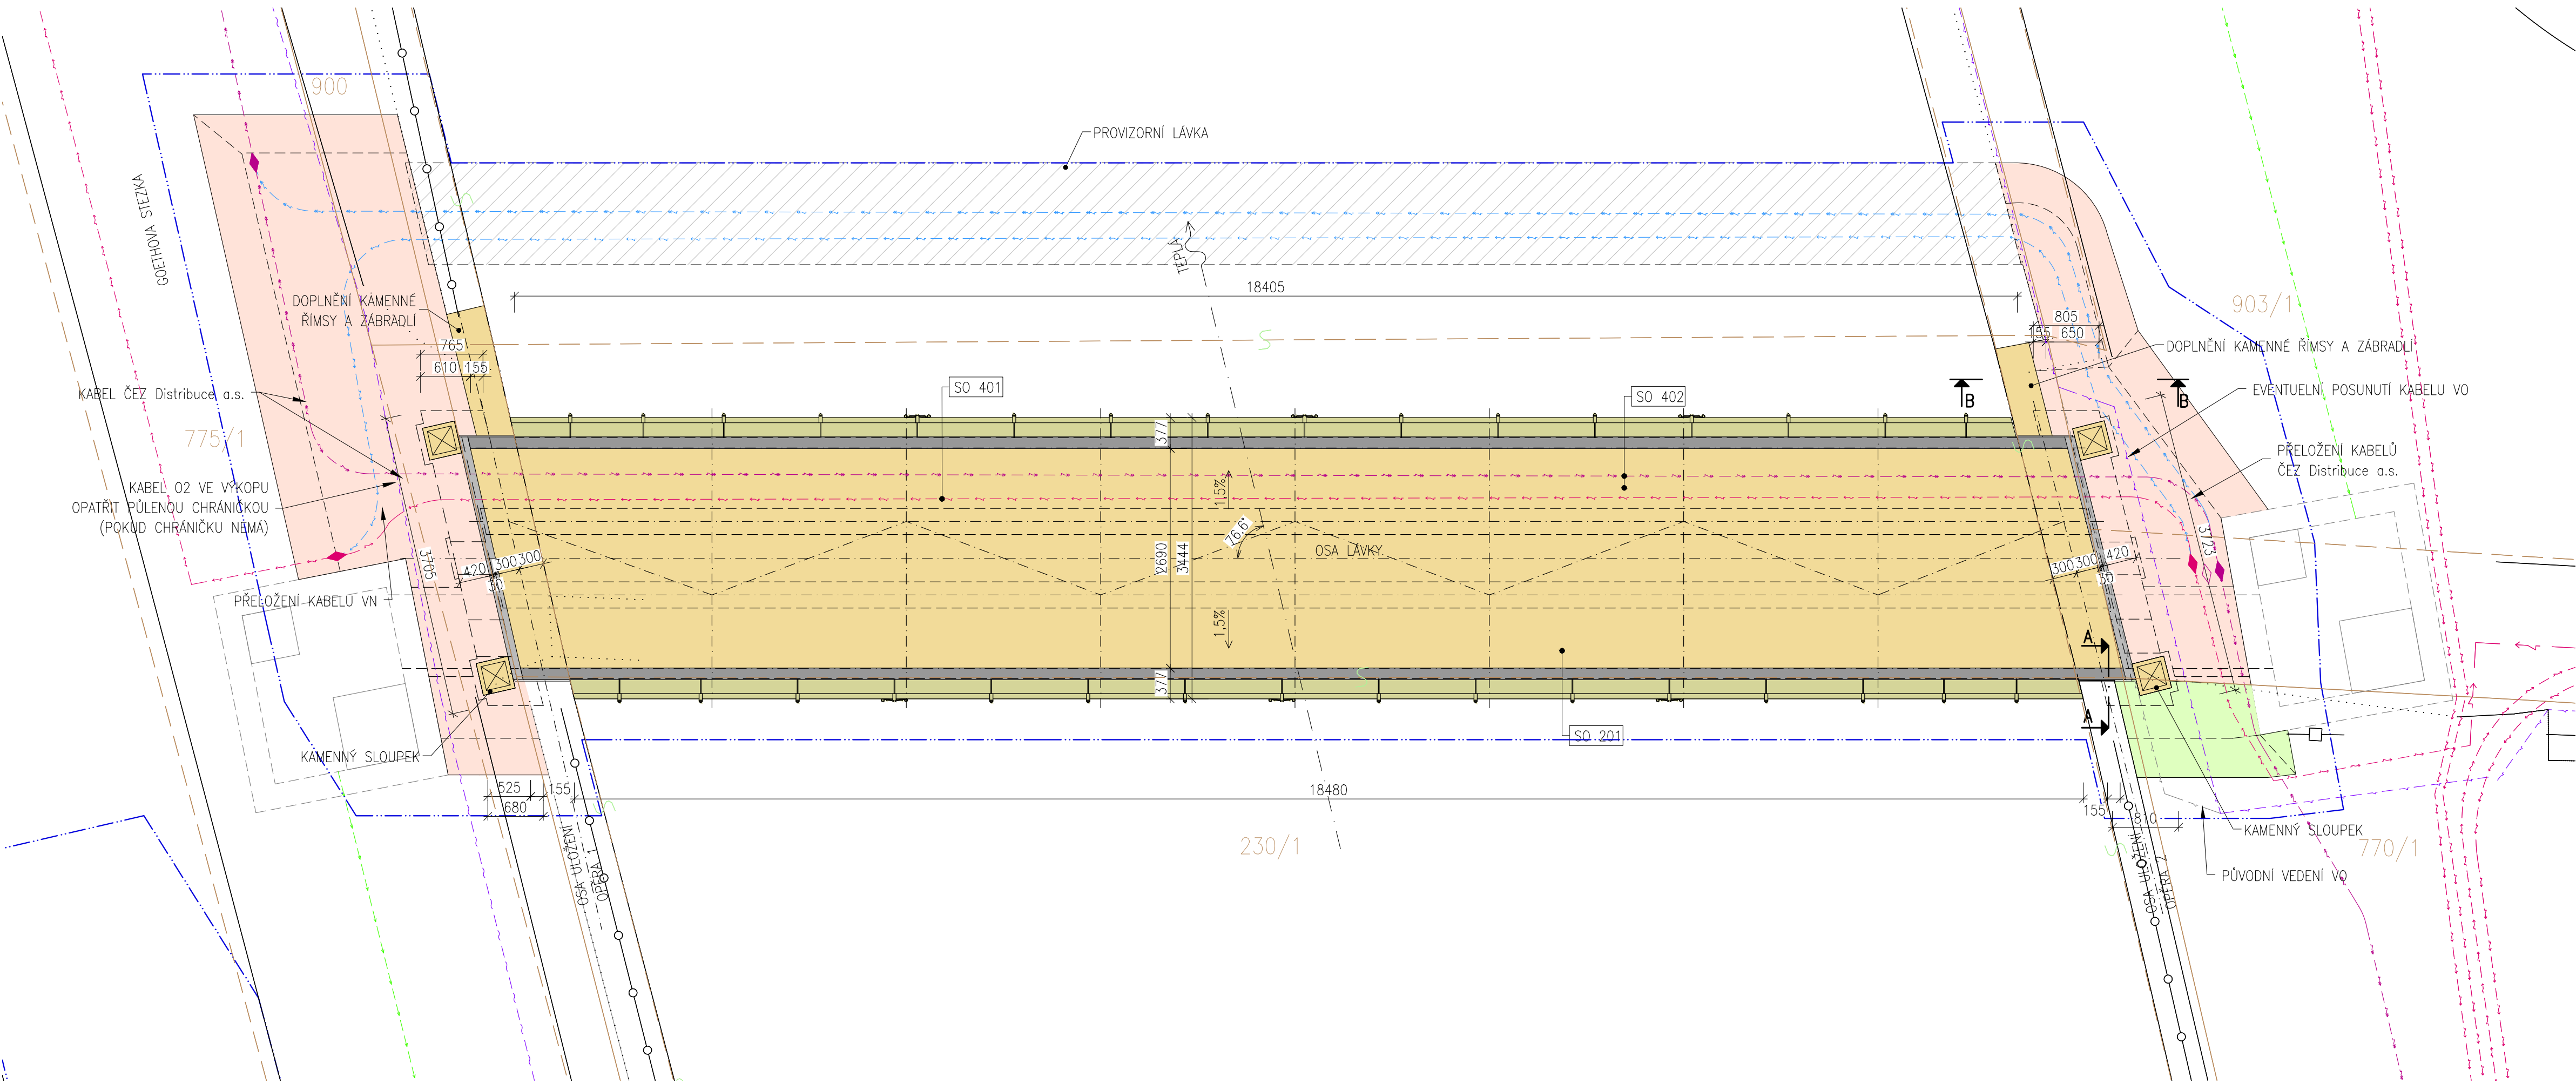 900
PROVIZORNÍ LÁVKA
GOETHOVA STEZKA
TEPLÁ
18405
903/1
DOPLNĚNÍ KAMENNÉ
ŘÍMSY A ZÁBRADLÍ
765
610 155
805
155 650
DOPLNĚNÍ KAMENNÉ ŘÍMSY A ZÁBRADLÍ
KABEL ČEZ Distribuce a.s.
SO 401
SO 402
B
B
EVENTUELNÍ POSUNUTÍ KABELU VO
775/1
377
PŘELOŽENÍ KABELŮ
ČEZ Distribuce a.s.
KABEL O2 VE VÝKOPU
OPATŘIT PŮLENOU CHRÁNIČKOU
(POKUD CHRÁNIČKU NEMÁ)
1,5%
76.6°
OSA LÁVKY
2690
3444
3705
420 300 300
30
3723
300 300 420
30
PŘELOŽENÍ KABELŮ VN
1,5%
A
377
A
SO 201
KAMENNÝ SLOUPEK
525
155
680
18480
155
810
KAMENNÝ SLOUPEK
OSA ULOŽENÍ
OPĚRA 1
230/1
OSA ULOŽENÍ
OPĚRA 2
770/1
PŮVODNÍ VEDENÍ VO